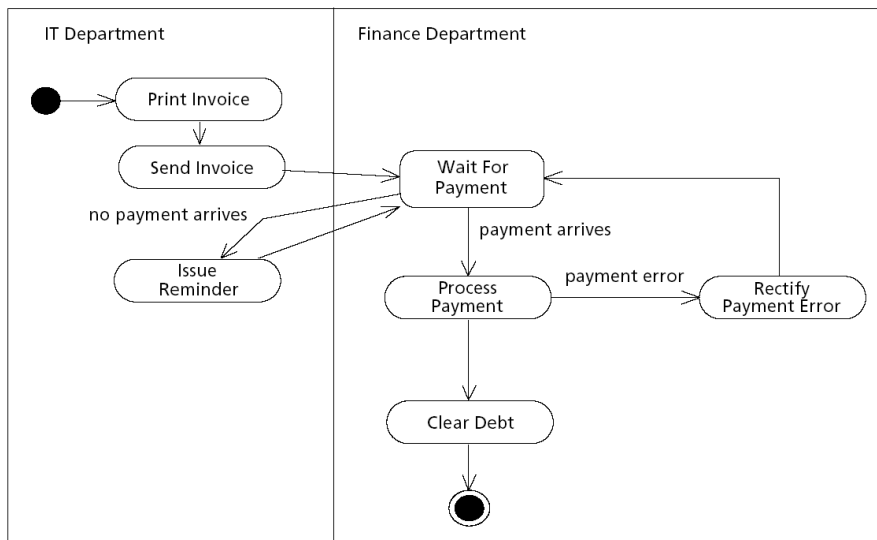 IT Department
Finance Department
Print Invoice
Send Invoice
Wait For
Payment
no payment arrives
payment arrives
Issue
Reminder
Process
Payment
payment error
Rectify
Payment Error
Clear Debt